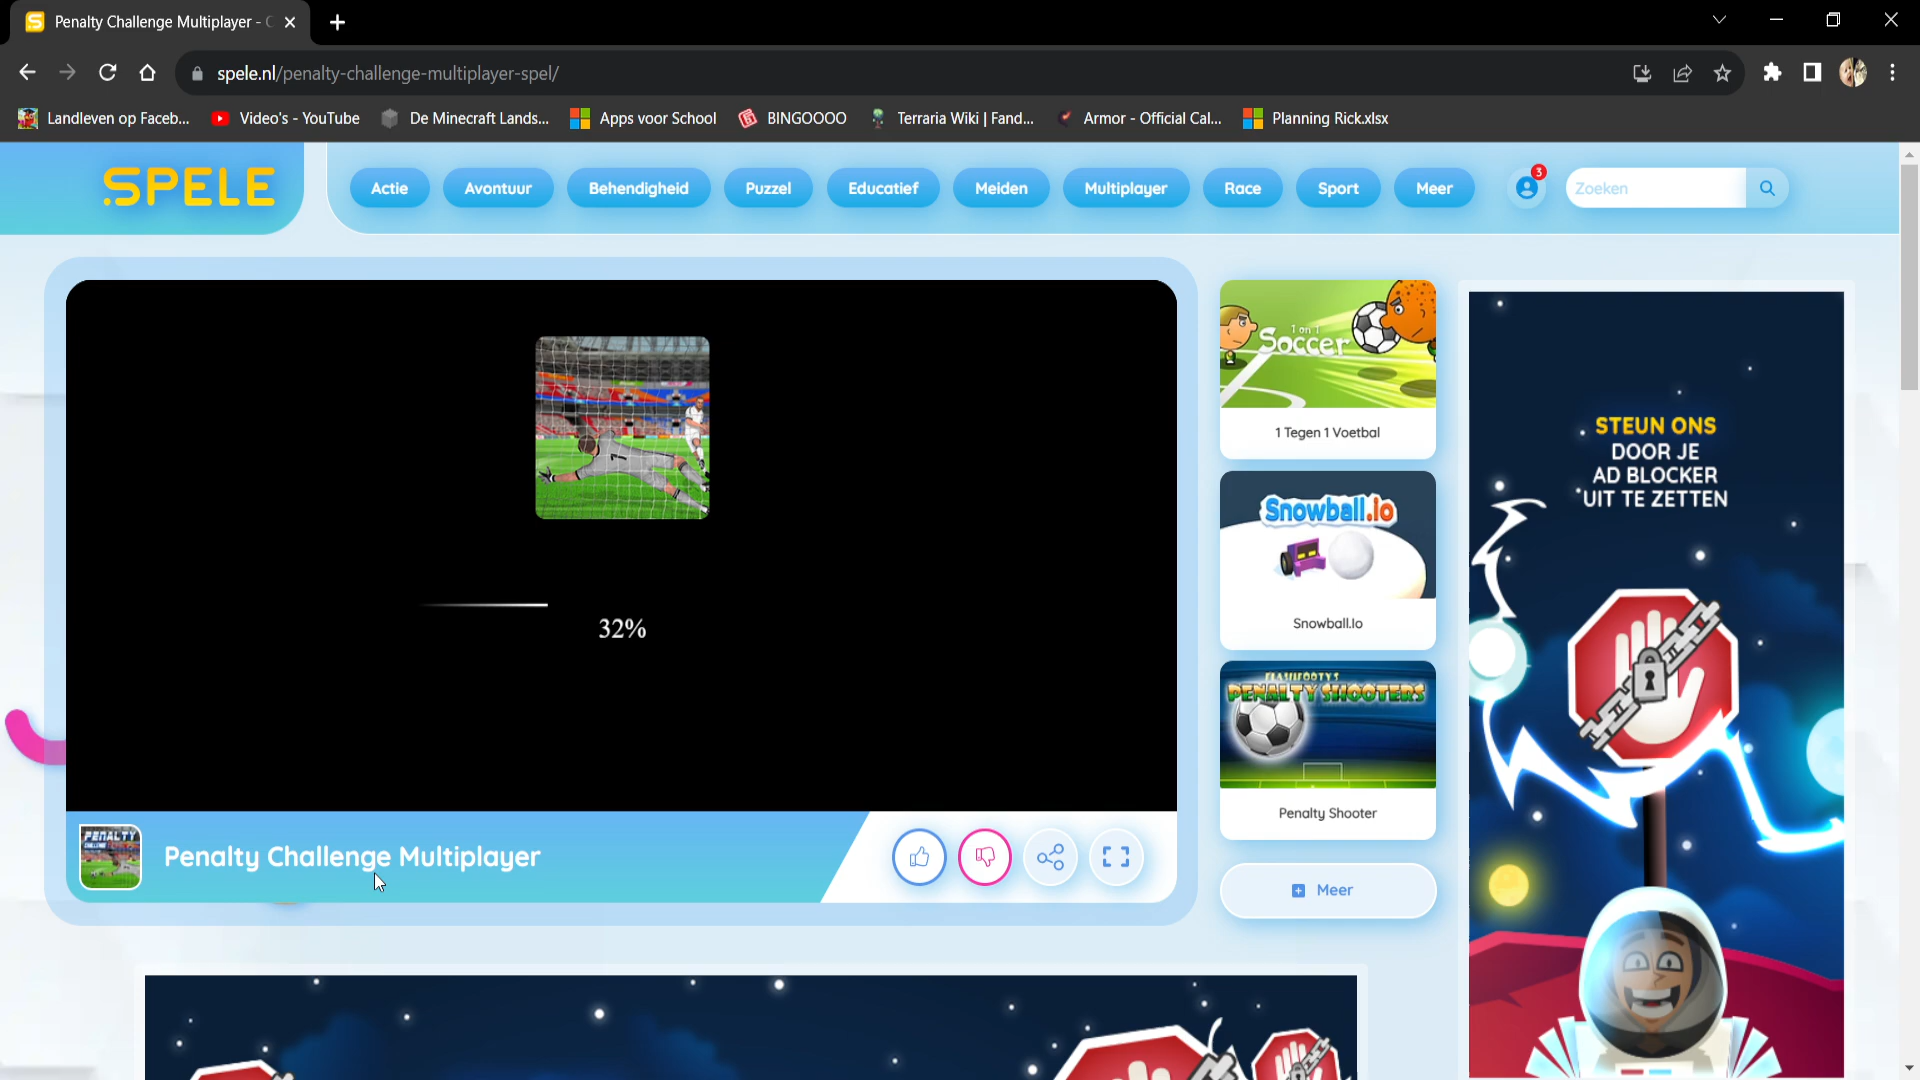 Penalty Challenge Multiplayer -
spele.nl/penalty-challenge-multiplayer-spel/
Landleven op Faceb...
Video's - YouTube
De Minecraft Lands...
Apps voor School
BINGOOOO
Terraria Wiki | Fand...
Armor - Official Cal...
Planning Rick.xlsx
.SPELE
Actie
Avontuur
Behendigheid
Puzzel
Educatief
Meiden
Multiplayer
Race
Sport
Meer
3
Zoeken
32%
1 on 1
Soccer
1 Tegen 1 Voetbal
Snowball.io
Snowball.Io
FLASHFOOTY'S
PENALTY SHOOTERS
Penalty Shooter
Meer
STEUN ONS
DOOR JE
AD BLOCKER
UIT TE ZETTEN
PENALTY
Penalty Challenge Multiplayer